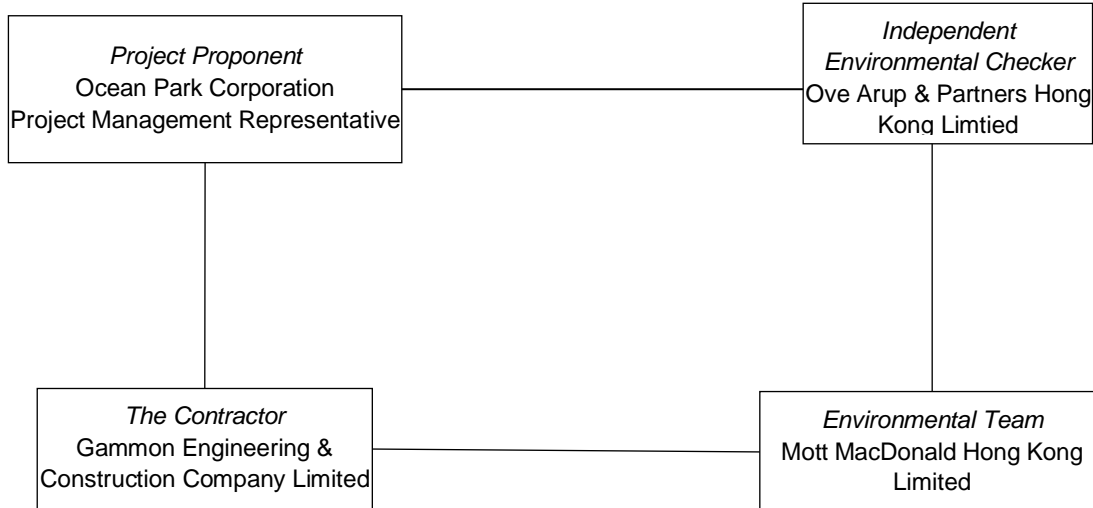 Project Proponent
Ocean Park Corporation
Project Management Representative
Independent
Environmental Checker
Ove Arup & Partners Hong
Kong Limtied
The Contractor
Gammon Engineering &
Construction Company Limited
Environmental Team
Mott MacDonald Hong Kong
Limited